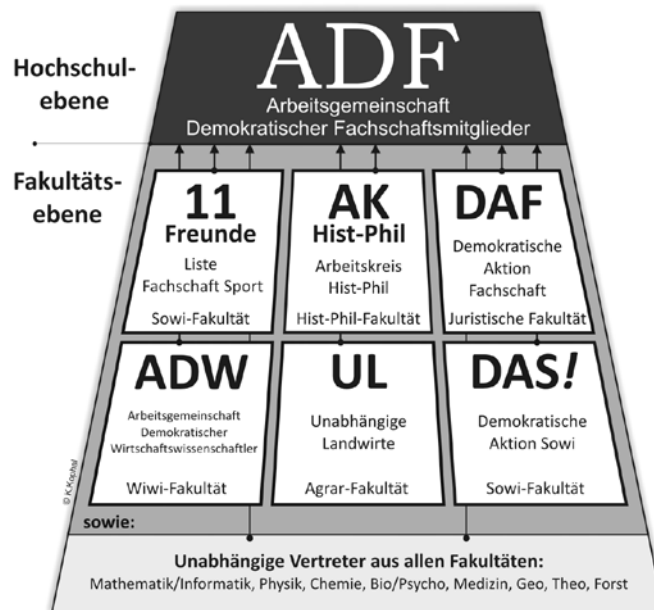 ADF
Arbeitsgemeinschaft
Demokratischer Fachschaftsmitglieder
Hochschul-
ebene
Fakultäts-
ebene
11
Freunde
Liste
Fachschaft Sport
Sowi-Fakultät
AK
Hist-Phil
Arbeitskreis
Hist-Phil
Hist-Phil-Fakultät
DAF
Demokratische
Aktion
Fachschaft
Juristische Fakultät
ADW
Arbeitsgemeinschaft
Demokratischer
Wirtschaftswissenschaftler
Wiwi-Fakultät
UL
Unabhängige
Landwirte
Agrar-Fakultät
DAS!
Demokratische
Aktion Sowi
Sowi-Fakultät
© K.Kophal
sowie:
Unabhängige Vertreter aus allen Fakultäten:
Mathematik/Informatik, Physik, Chemie, Bio/Psycho, Medizin, Geo, Theo, Forst